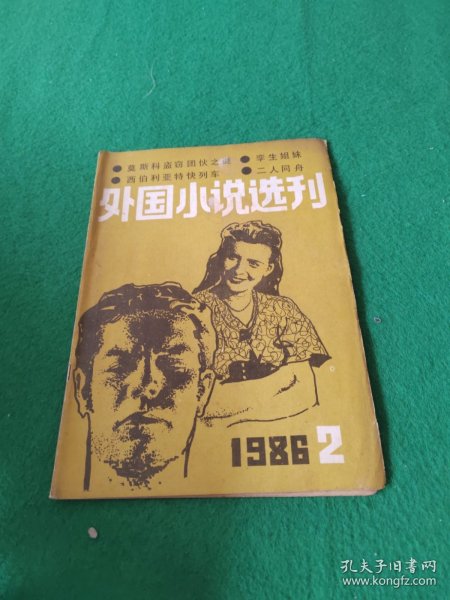 ● 莫斯科盗窃团伙之谜 ● 孪生姐妹
● 西伯利亚特快列车 ● 二人同舟
外国小说选刊
1986 2
孔夫子旧书网
www.kongfz.com